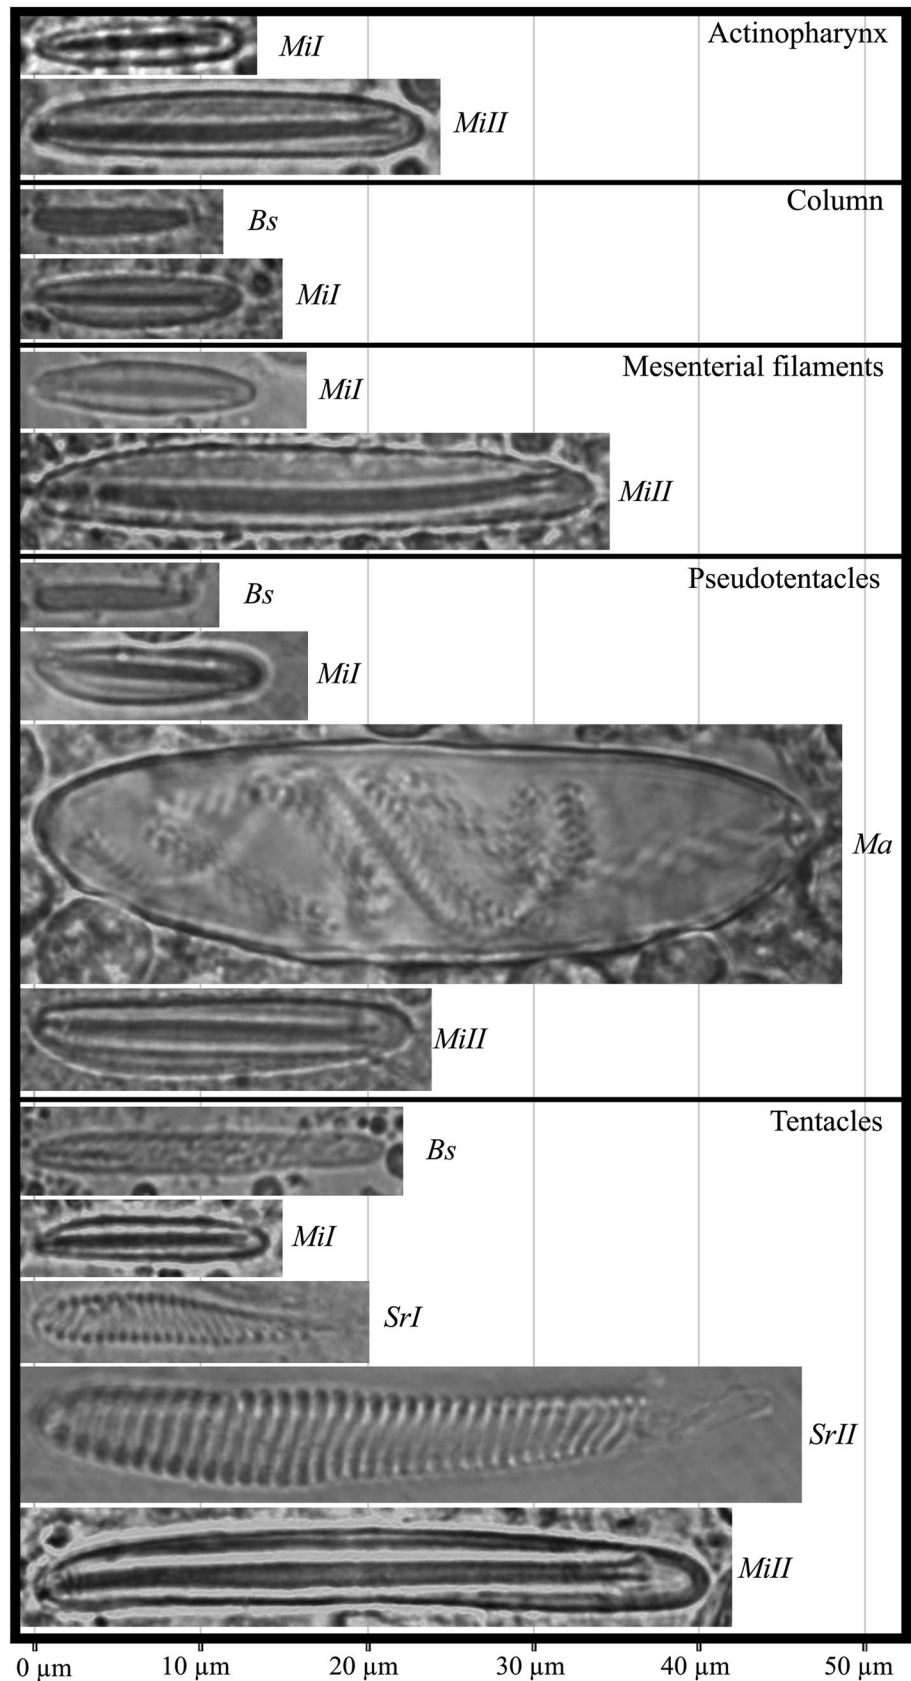 Actinopharynx
MiI
MiII
Column
Bs
MiI
Mesenterial filaments
MiI
MiII
Pseudotentacles
Bs
MiI
Ma
MiII
Tentacles
Bs
MiI
SrI
SrII
MiII
0 µm 10 µm 20 µm 30 µm 40 µm 50 µm